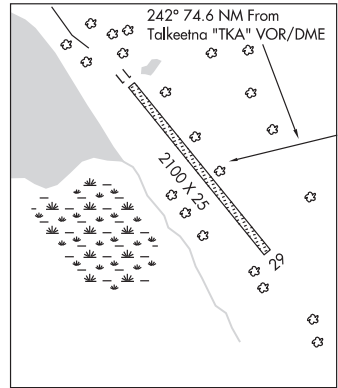 242° 74.6 NM From
Talkeetna "TKA" VOR/DME
11
2100 X 25
29